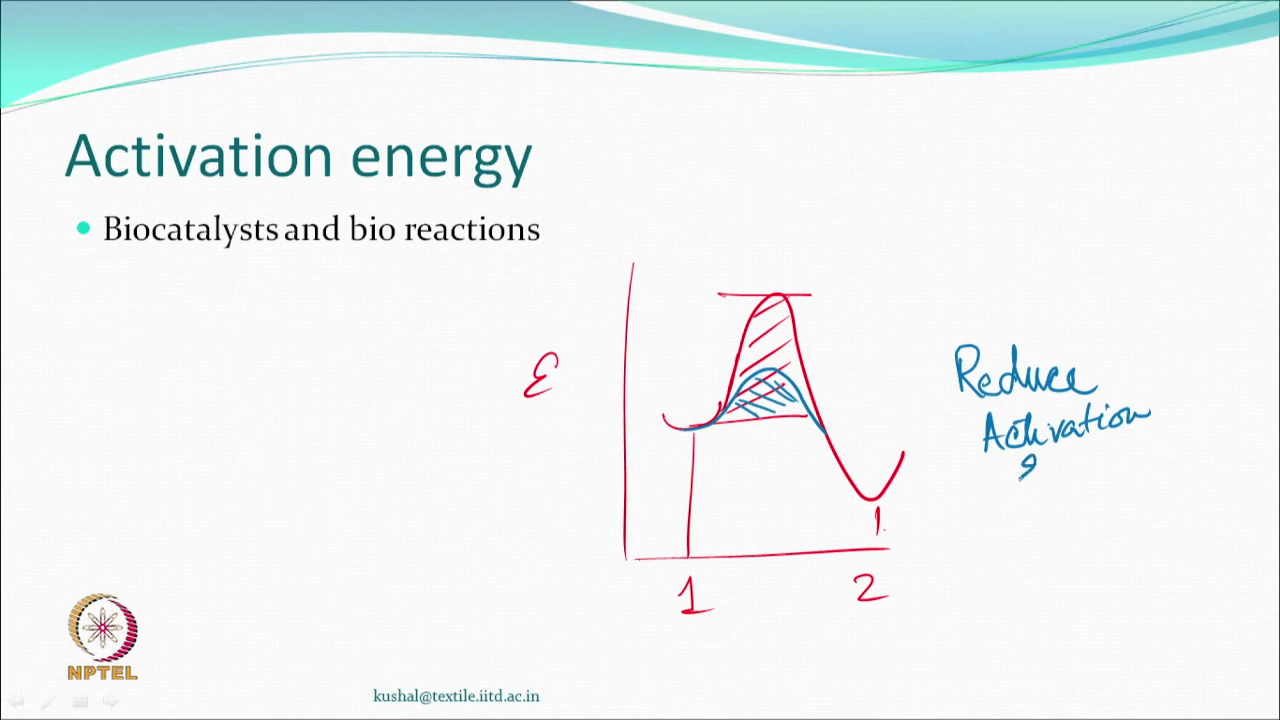 Activation energy
Biocatalysts and bio reactions
E
Reduce
Activation
1
2
NPTEL
kushal@textile.iitd.ac.in